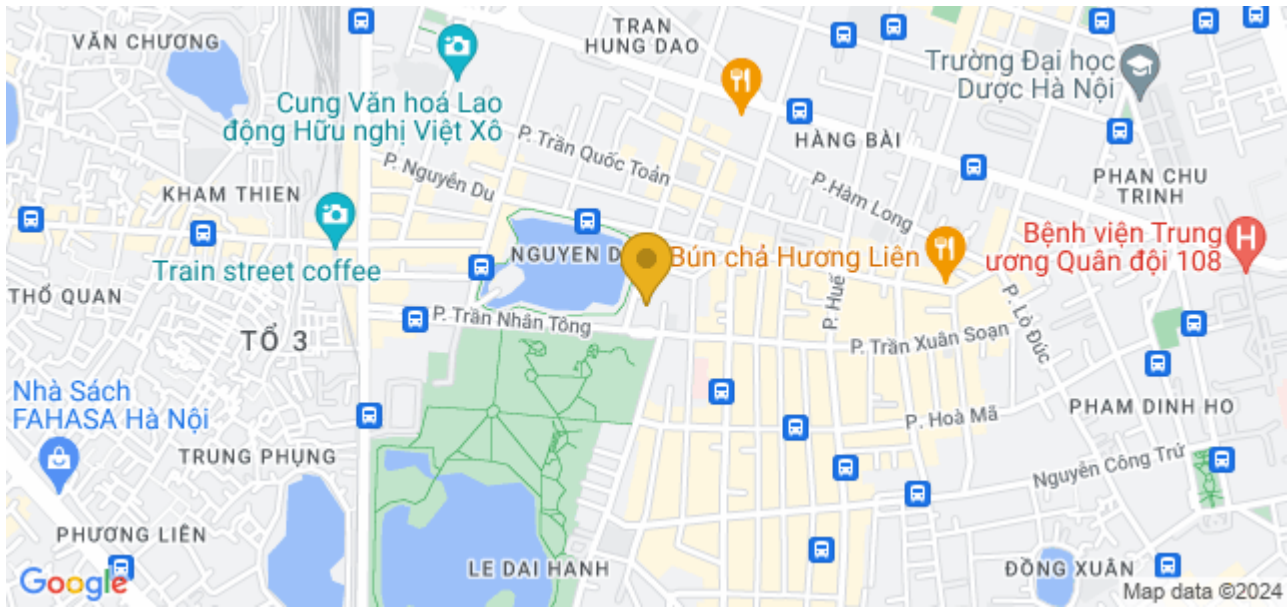 VĂN CHƯƠNG
TRAN
HUNG DAO
Trường Đại học
Dược Hà Nội
Cung Văn hoá Lao
động Hữu nghị Việt Xô
HÀNG BÀI
P. Trần Quốc Toản
P. Nguyễn Du
P.Hàm Long
PHAN CHU
TRINH
KHAM THIEN
Train street coffee
NGUYEN D
Bún chả Hương Liên
Bệnh viện Trung
ương Quân đội 108
H
THỔ QUAN
P. Trần Nhân Tông
P. Huế
P. Lò Đúc
TỔ 3
P. Trần Xuân Soạn
Nhà Sách
FAHASA Hà Nội
P. Hoà Mã
PHAM DINH HO
TRUNG PHỤNG
Nguyễn Công Trứ
PHƯƠNG LIÊN
LE DAI HANH
ĐỒNG XUÂN
Google
Map data ©2024